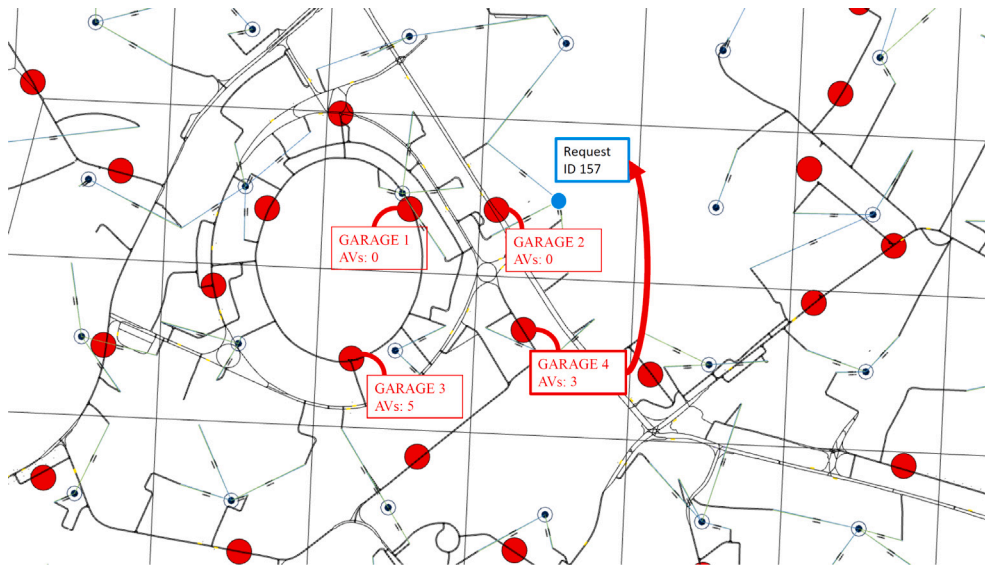 Request
ID 157
GARAGE 1
AVs: 0
GARAGE 2
AVs: 0
GARAGE 3
AVs: 5
GARAGE 4
AVs: 3